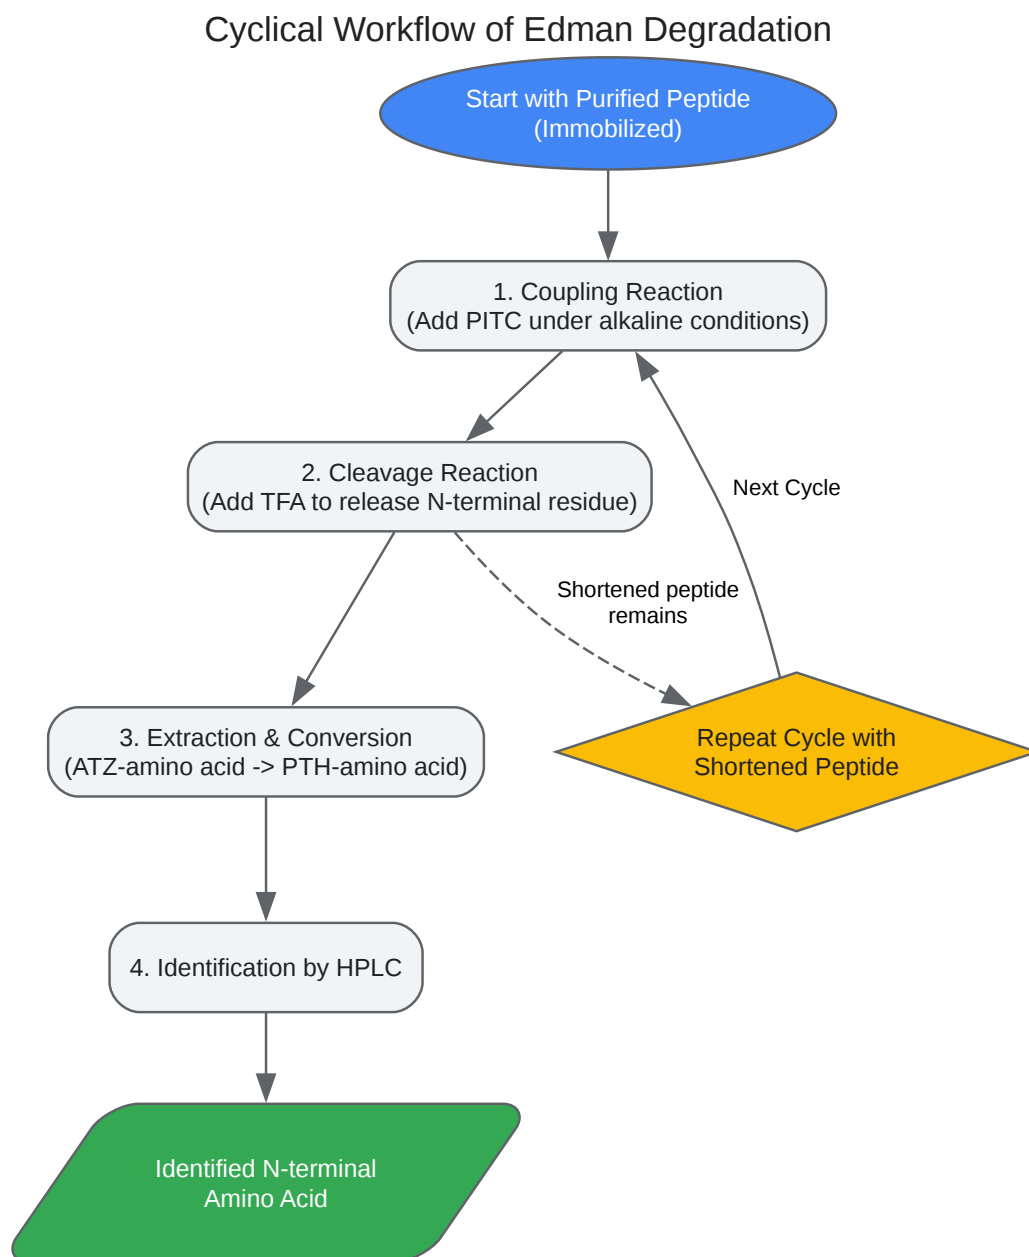 Cyclical Workflow of Edman Degradation
Start with Purified Peptide
(Immobilized)
1. Coupling Reaction
(Add PITC under alkaline conditions)
2. Cleavage Reaction
(Add TFA to release N-terminal residue)
Next Cycle
Shortened peptide
remains
3. Extraction & Conversion
(ATZ-amino acid -> PTH-amino acid)
Repeat Cycle with
Shortened Peptide
4. Identification by HPLC
Identified N-terminal
Amino Acid